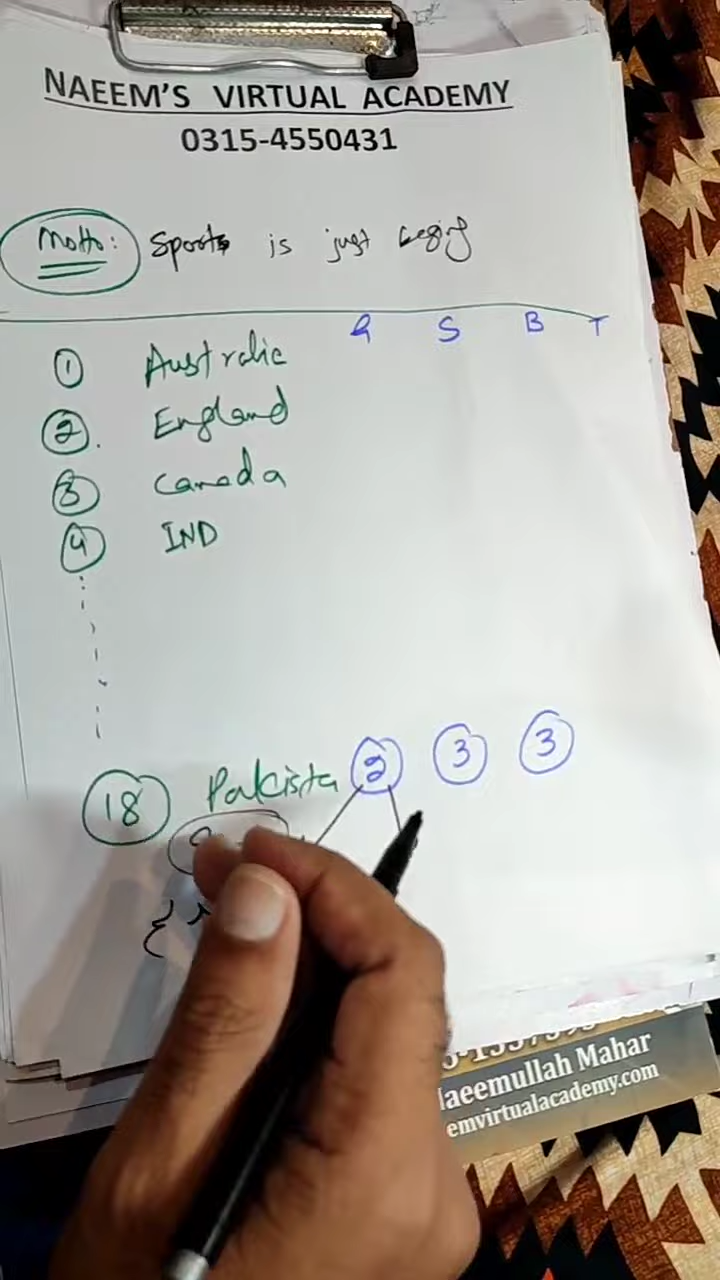 NAEEM'S VIRTUAL ACADEMY
0315-4550431
Motto: Sports is just
G S B T
1 Australia
2. England
3 Canada
4 IND
18 Pakista 2 3 3
Naeemullah Mahar
emvirtualacademy.com